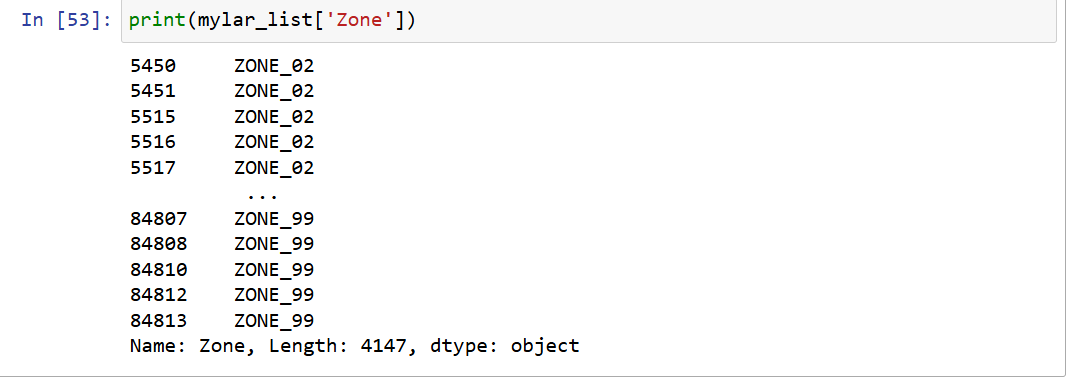 In [53]: print(mylar_list['Zone'])
5450     ZONE_02
5451     ZONE_02
5515     ZONE_02
5516     ZONE_02
5517     ZONE_02
          ...
84807    ZONE_99
84808    ZONE_99
84810    ZONE_99
84812    ZONE_99
84813    ZONE_99
Name: Zone, Length: 4147, dtype: object